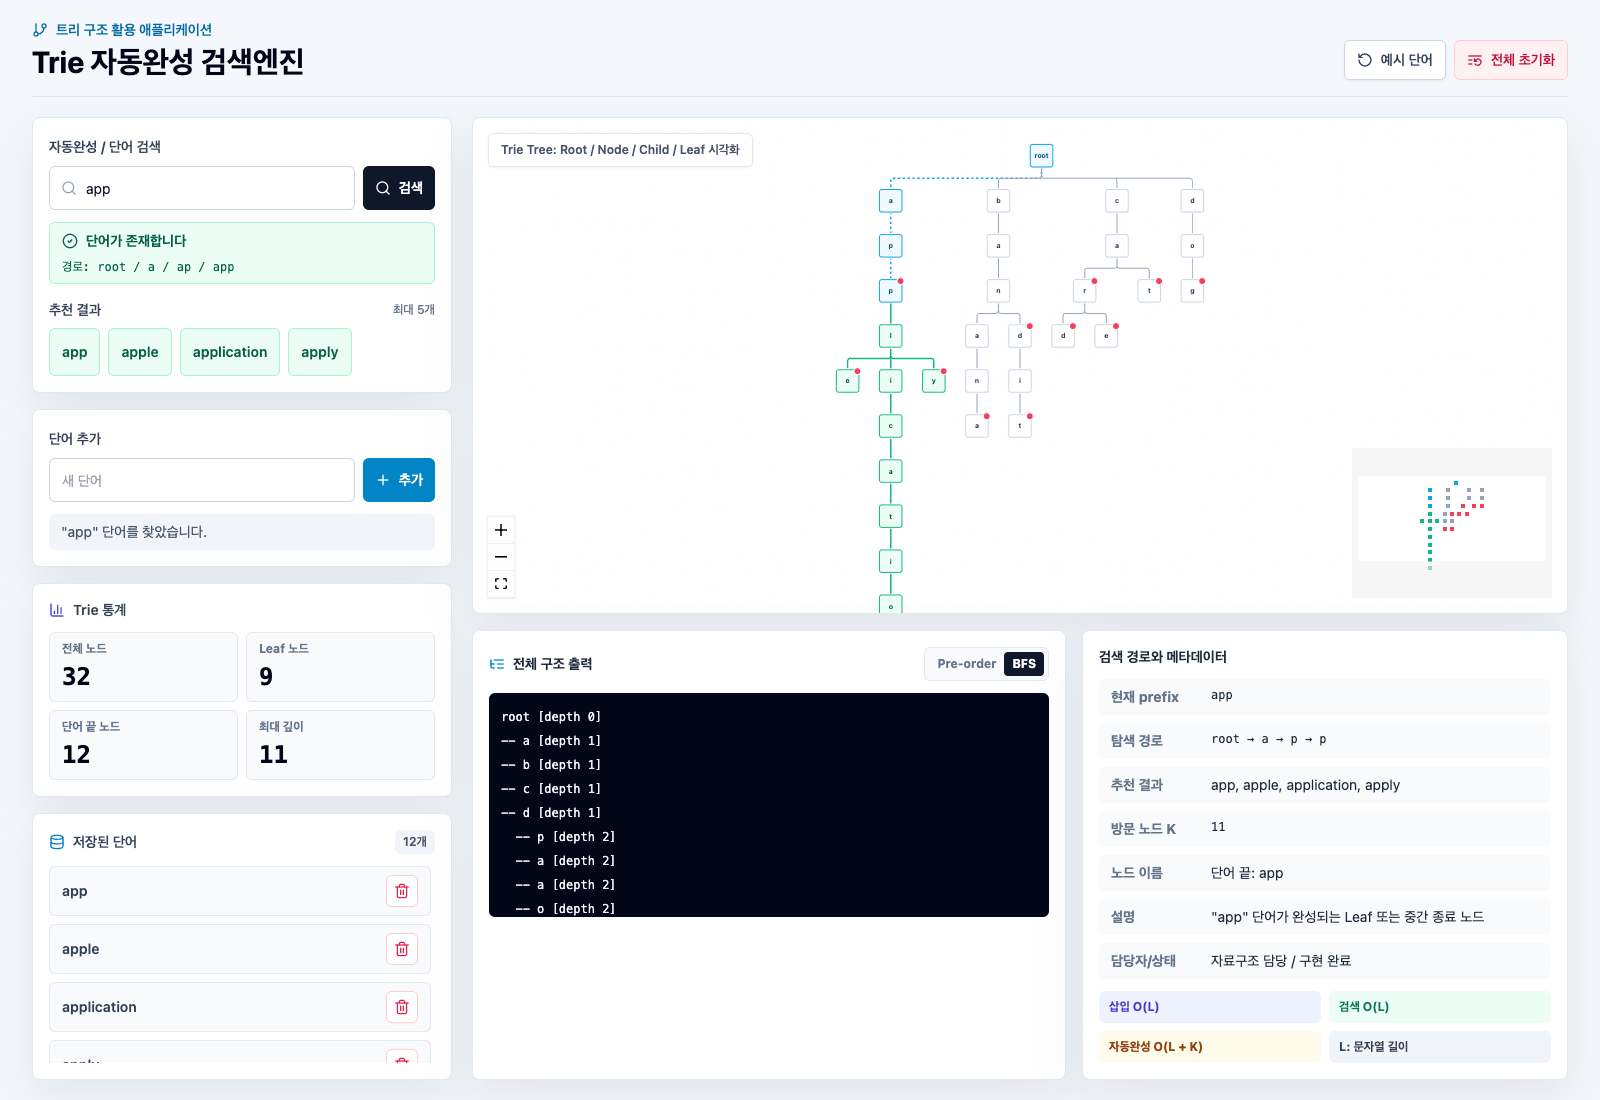 트리 구조 활용 애플리케이션
Trie 자동완성 검색엔진
예시 단어
전체 초기화
자동완성 / 단어 검색
app
검색
단어가 존재합니다
경로: root / a / ap / app
추천 결과
최대 5개
app
apple
application
apply
단어 추가
새 단어
추가
"app" 단어를 찾았습니다.
Trie 통계
전체 노드
32
Leaf 노드
9
단어 끝 노드
12
최대 깊이
11
저장된 단어
12개
app
apple
application
Trie Tree: Root / Node / Child / Leaf 시각화
root
a b c d
p a a o
p n r t g
l a d d e
e i y n i
c a t
a
t
i
o
전체 구조 출력
Pre-order
BFS
root [depth 0]
── a [depth 1]
── b [depth 1]
── c [depth 1]
── d [depth 1]
── p [depth 2]
── a [depth 2]
── a [depth 2]
── o [depth 2]
검색 경로와 메타데이터
현재 prefix app
탐색 경로 root → a → p → p
추천 결과 app, apple, application, apply
방문 노드 K 11
노드 이름 단어 끝: app
설명 "app" 단어가 완성되는 Leaf 또는 중간 종료 노드
담당자/상태 자료구조 담당 / 구현 완료
삽입 O(L)
검색 O(L)
자동완성 O(L + K)
L: 문자열 길이